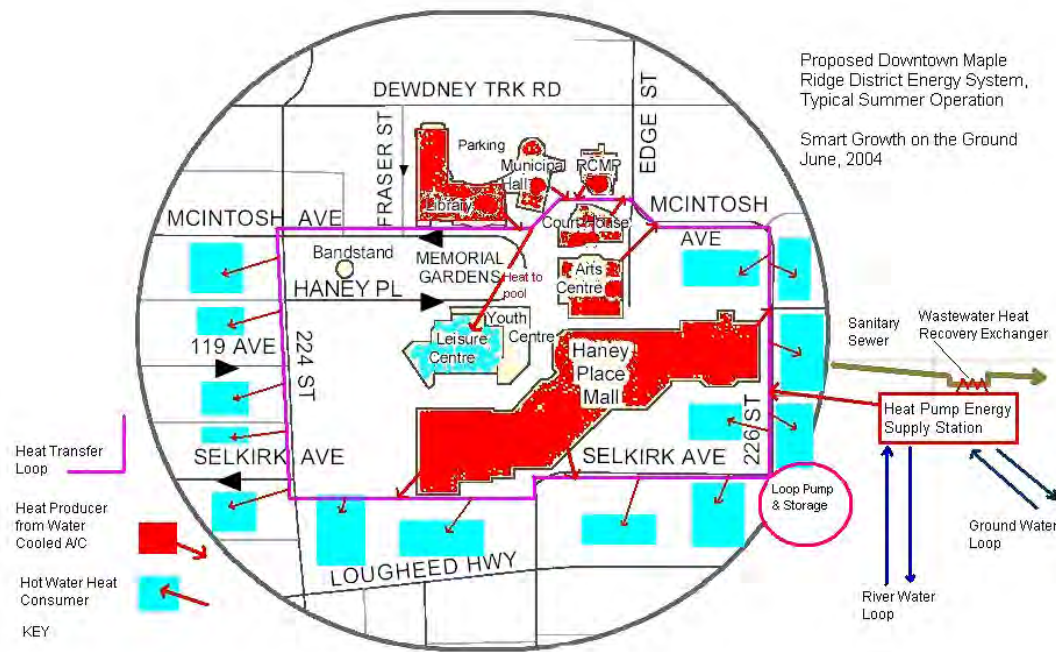 Proposed Downtown Maple
Ridge District Energy System,
Typical Summer Operation
Smart Growth on the Ground
June, 2004
DEWDNEY TRK RD
FRASER ST
EDGE ST
Parking
Municipal
Hall
RCMP
Library
MCINTOSH AVE
Court House
MCINTOSH
AVE
Bandstand
MEMORIAL
GARDENS
Heat to
pool
Arts
Centre
HANEY PL
Youth
Centre
Leisure
Centre
119 AVE
224 ST
Haney
Place
Mall
226 ST
Sanitary
Sewer
Wastewater Heat
Recovery Exchanger
Heat Pump Energy
Supply Station
SELKIRK AVE
SELKIRK AVE
Loop Pump
& Storage
Ground Water
Loop
River Water
Loop
LOUGHEED HWY
Heat Transfer
Loop
Heat Producer
from Water
Cooled A/C
Hot Water Heat
Consumer
KEY